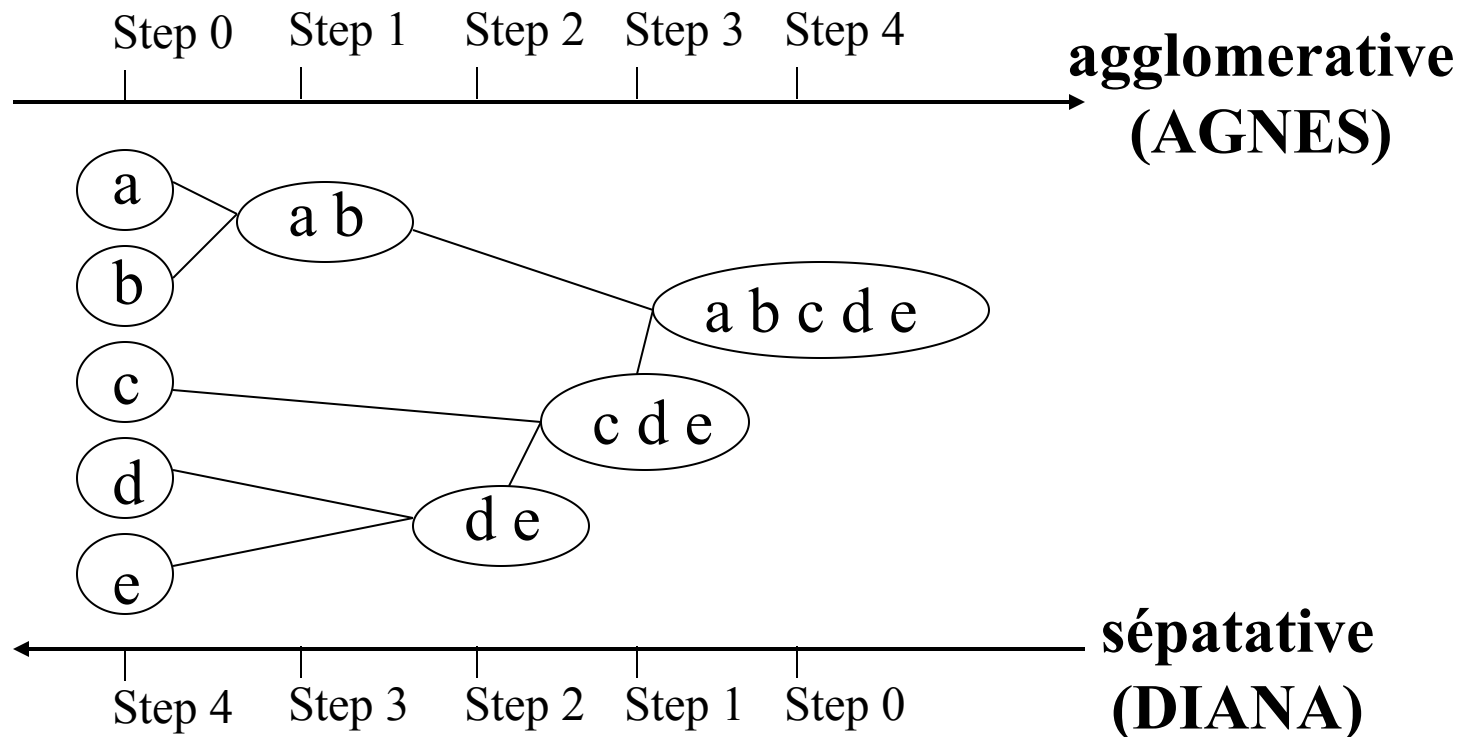 Step 0 Step 1 Step 2 Step 3 Step 4
agglomerative
(AGNES)
a
a b
b
a b c d e
c
c d e
d
d e
e
sépatative
(DIANA)
Step 4 Step 3 Step 2 Step 1 Step 0